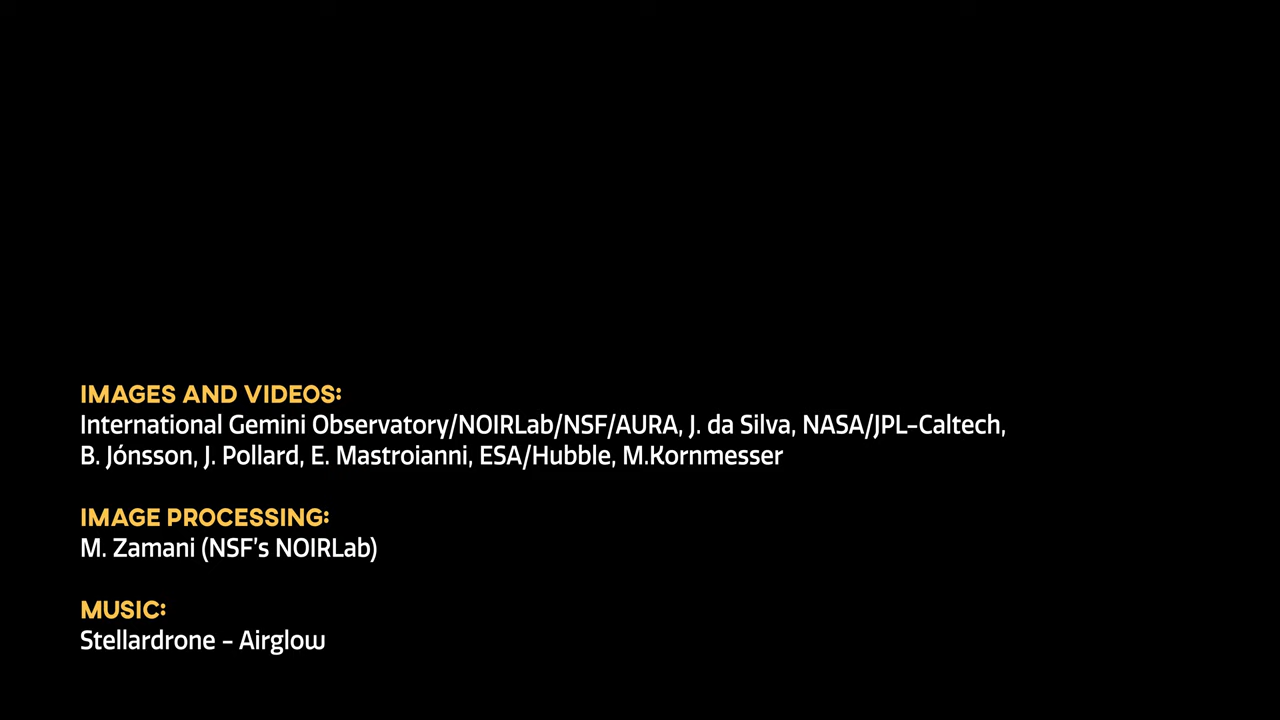 IMAGES AND VIDEOS:
International Gemini Observatory/NOIRLab/NSF/AURA, J. da Silva, NASA/JPL-Caltech,
B. Jónsson, J. Pollard, E. Mastroianni, ESA/Hubble, M.Kornmesser
IMAGE PROCESSING:
M. Zamani (NSF's NOIRLab)
MUSIC:
Stellardrone - Airglow